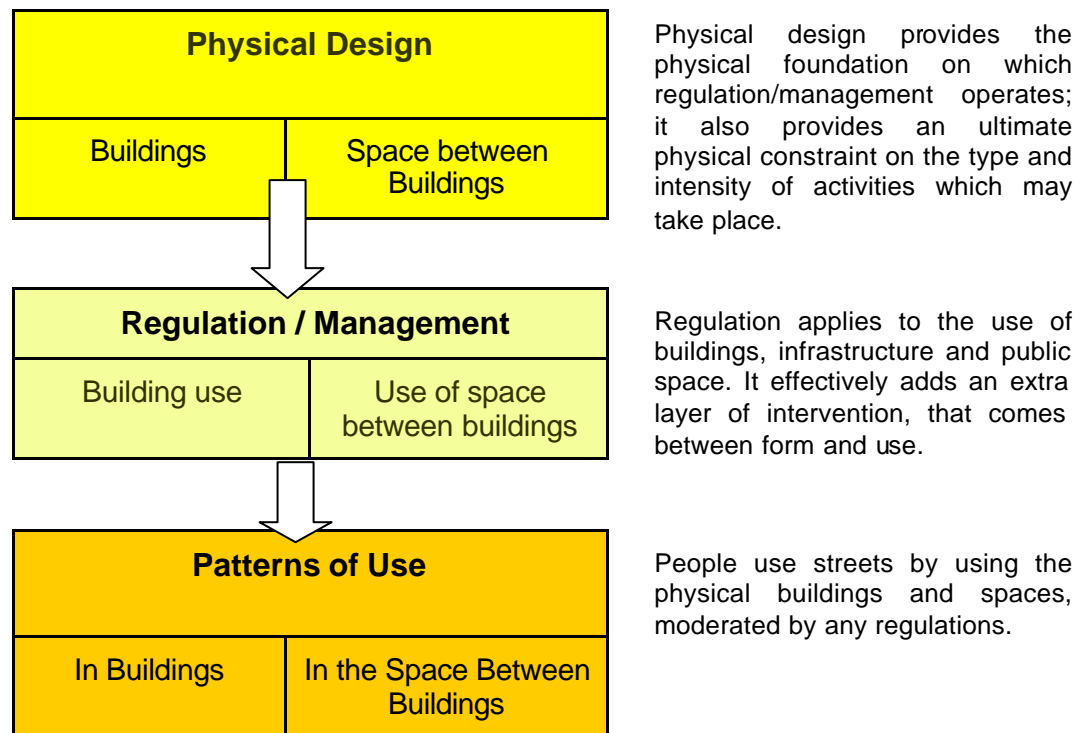 Physical Design
Buildings
Space between
Buildings
Physical design provides the
physical foundation on which
regulation/management operates;
it also provides an ultimate
physical constraint on the type and
intensity of activities which may
take place.
Regulation / Management
Building use
Use of space
between buildings
Regulation applies to the use of
buildings, infrastructure and public
space. It effectively adds an extra
layer of intervention, that comes
between form and use.
Patterns of Use
In Buildings
In the Space Between
Buildings
People use streets by using the
physical buildings and spaces,
moderated by any regulations.